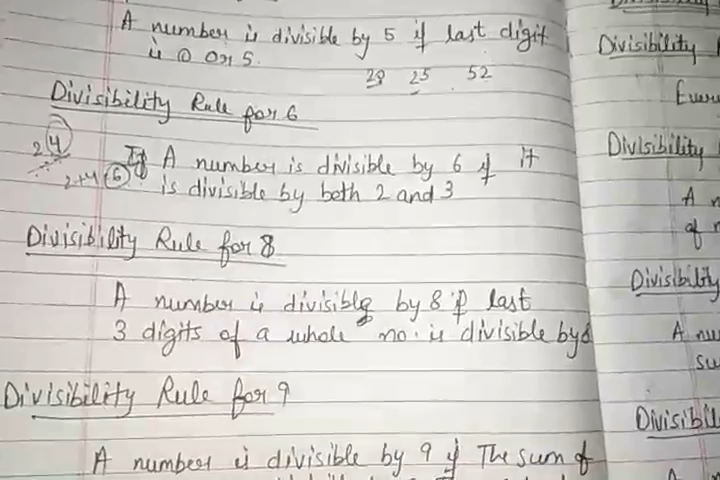 A number is divisible by 5 if last digit
is 0 or 5.
20 25 52
Divisibility Rule for 6
24
2+4 6
If A number is divisible by 6 if it
is divisible by both 2 and 3
Divisibility Rule for 8
A number is divisible by 8 if last
3 digits of a whole no. is divisible by 8
Divisibility Rule for 9
A number is divisible by 9 if The sum of
Divisibility
Divisibility
Divisibility
A nu
su